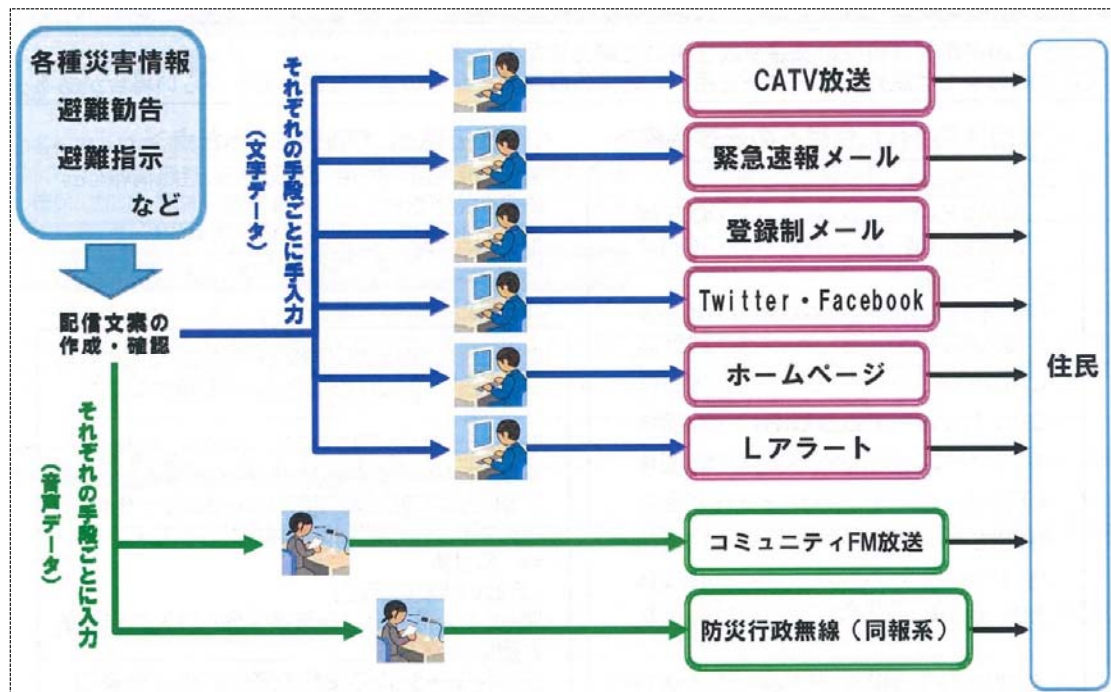 各種災害情報
避難勧告
避難指示
など
配信文案の
作成・確認
それぞれの手段ごとに手入力
（文字データ）
それぞれの手段ごとに入力
（音声データ）
CATV放送
緊急速報メール
登録制メール
Twitter・Facebook
ホームページ
Lアラート
コミュニティFM放送
防災行政無線（同報系）
住民